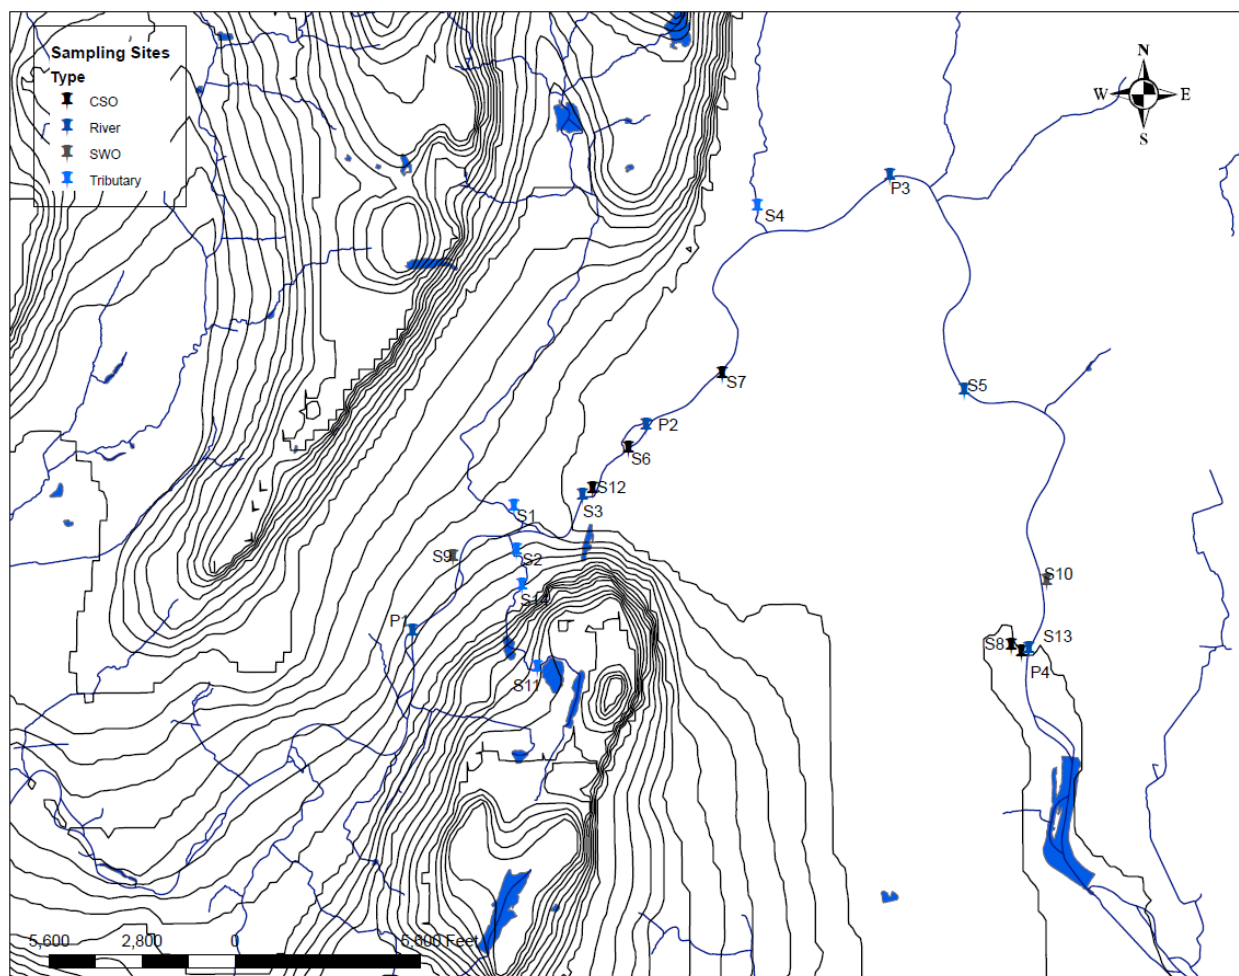 Sampling Sites
Type
CSO
River
SWO
Tributary
N
W E
S
P3
S4
S7
S5
P2
S6
S12
S3
S1
S9
S2
S10
S14
P1
S8
S13
S11
P4
5,600 2,800 0 5,600 Feet